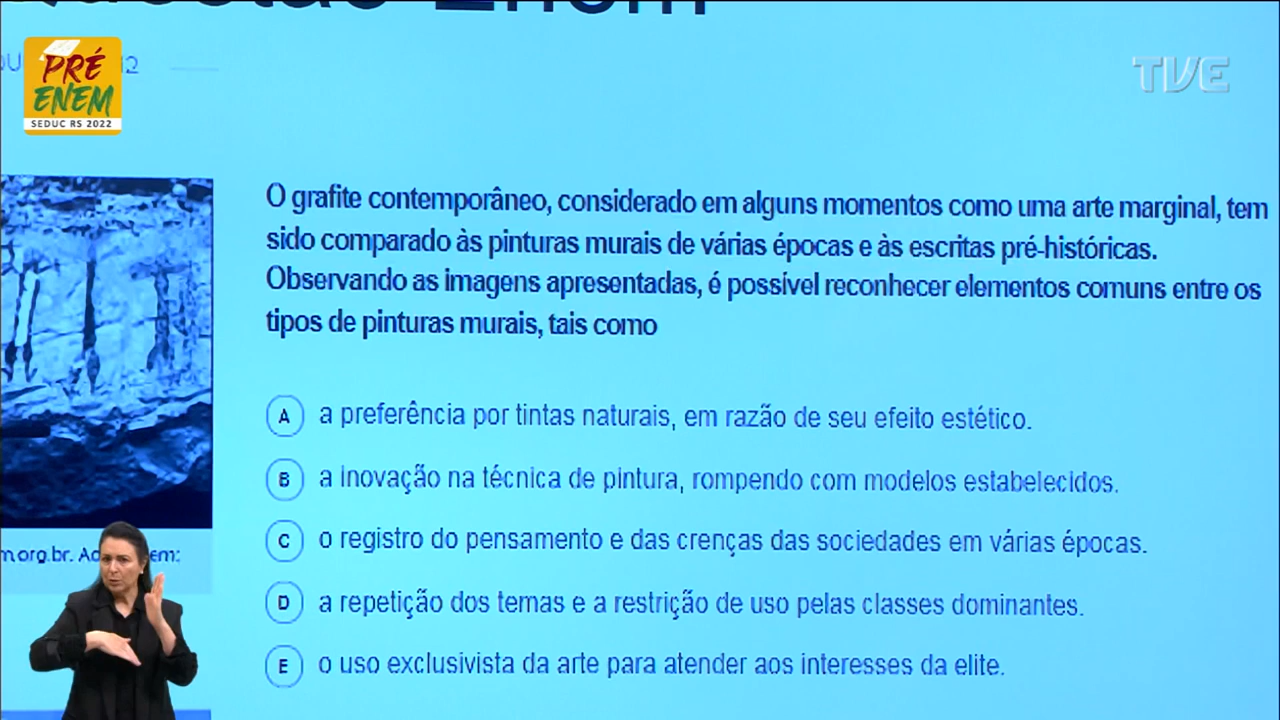 Enem
PRÉ
ENEM
SEDUC RS 2022
12
TVE
O grafite contemporâneo, considerado em alguns momentos como uma arte marginal, tem
sido comparado às pinturas murais de várias épocas e às escritas pré-históricas.
Observando as imagens apresentadas, é possível reconhecer elementos comuns entre os
tipos de pinturas murais, tais como
A a preferência por tintas naturais, em razão de seu efeito estético.
B a inovação na técnica de pintura, rompendo com modelos estabelecidos.
C o registro do pensamento e das crenças das sociedades em várias épocas.
D a repetição dos temas e a restrição de uso pelas classes dominantes.
E o uso exclusivista da arte para atender aos interesses da elite.
m.org.br.